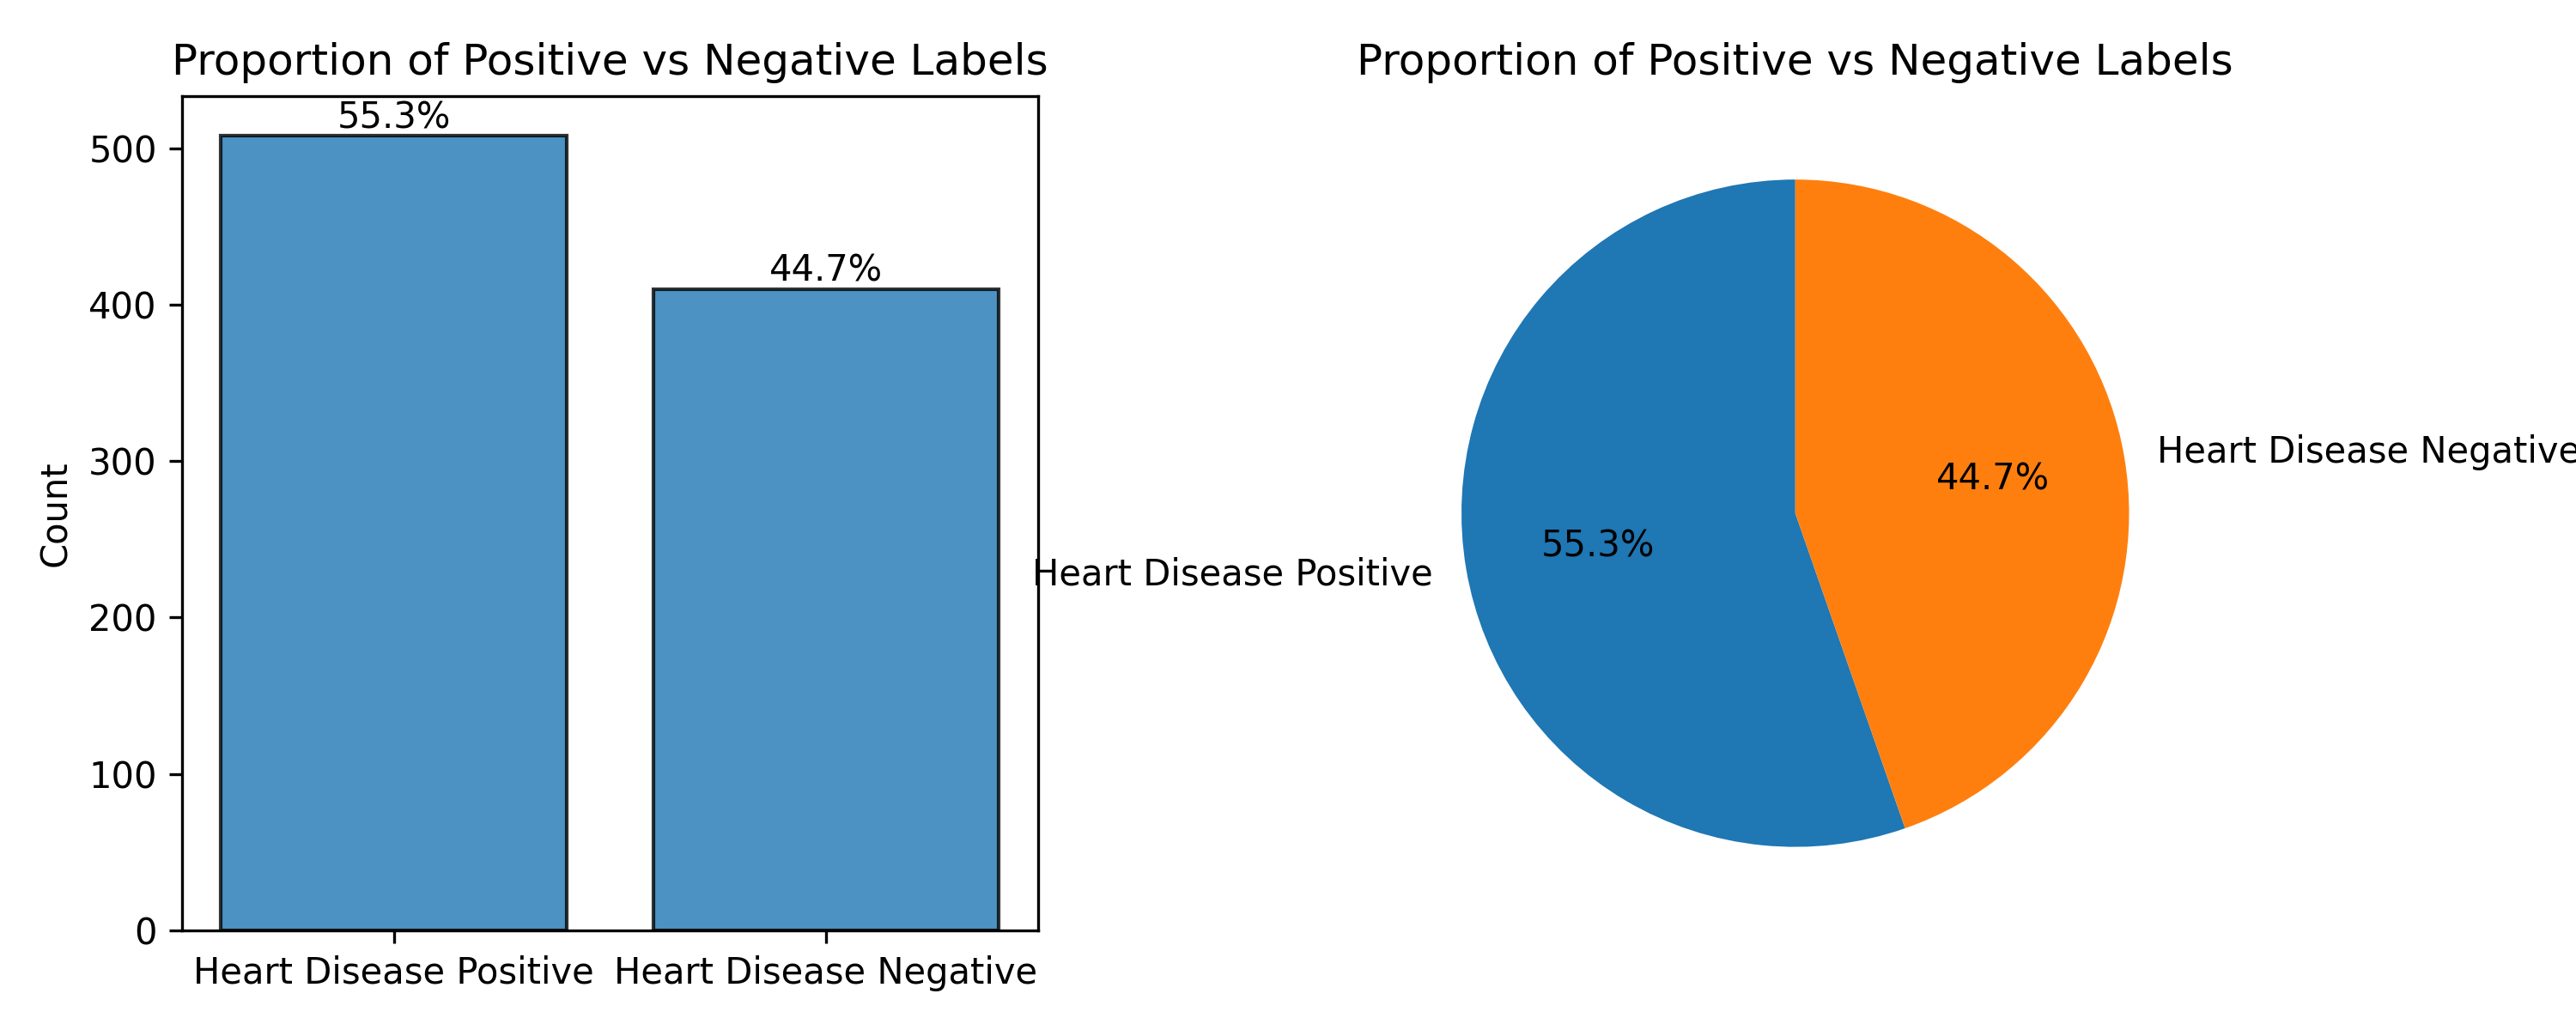 Proportion of Positive vs Negative Labels
55.3%
44.7%
500
400
300
200
100
0
Count
Heart Disease Positive
Heart Disease Negative
Proportion of Positive vs Negative Labels
Heart Disease Negative
44.7%
55.3%
Heart Disease Positive